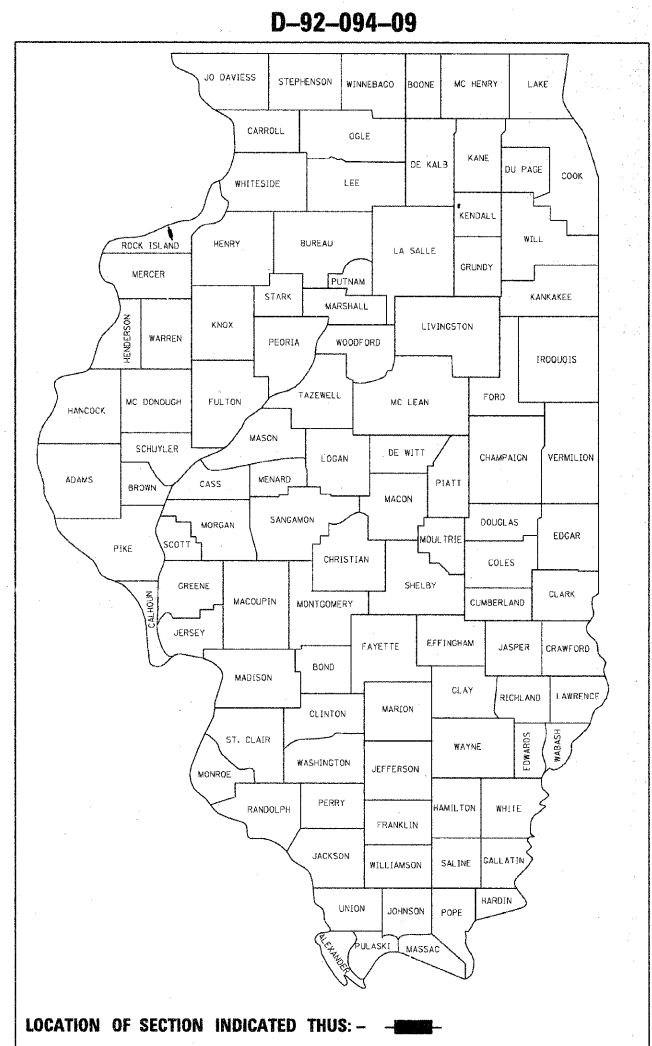 D-92-094-09
JO DAVIESS
STEPHENSON
WINNEBAGO
BOONE
MC HENRY
LAKE
CARROLL
OGLE
DE KALB
KANE
DU PAGE
COOK
WHITESIDE
LEE
KENDALL
WILL
ROCK ISLAND
HENRY
BUREAU
LA SALLE
GRUNDY
MERCER
PUTNAM
STARK
MARSHALL
KANKAKEE
HENDERSON
WARREN
KNOX
PEORIA
WOODFORD
LIVINGSTON
IROQUOIS
HANCOCK
MC DONOUGH
FULTON
TAZEWELL
MC LEAN
FORD
SCHUYLER
MASON
LOGAN
DE WITT
CHAMPAIGN
VERMILION
ADAMS
BROWN
CASS
MENARD
MACON
PIATT
PIKE
SCOTT
MORGAN
SANGAMON
CHRISTIAN
MOULTRIE
DOUGLAS
EDGAR
COLES
CALHOUN
GREENE
MACOUPIN
MONTGOMERY
SHELBY
CUMBERLAND
CLARK
JERSEY
FAYETTE
EFFINGHAM
JASPER
CRAWFORD
MADISON
BOND
CLAY
RICHLAND
LAWRENCE
CLINTON
MARION
ST. CLAIR
WASHINGTON
JEFFERSON
WAYNE
EDWARDS
WABASH
MONROE
RANDOLPH
PERRY
FRANKLIN
HAMILTON
WHITE
JACKSON
WILLIAMSON
SALINE
GALLATIN
UNION
JOHNSON
POPE
HARDIN
ALEXANDER
PULASKI
MASSAC
LOCATION OF SECTION INDICATED THUS: -